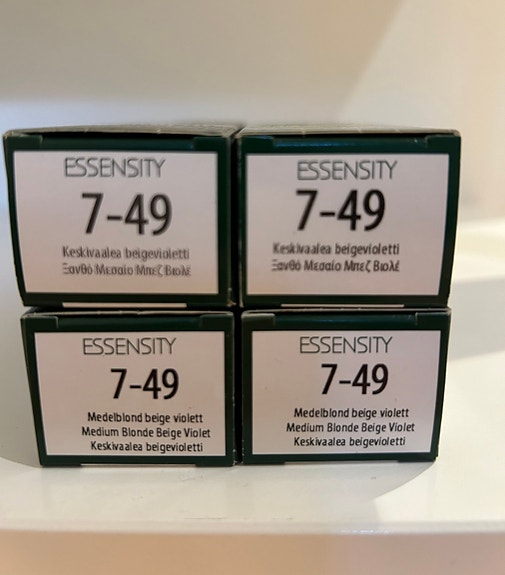 ESSENSITY
7-49
Keskivaalea beigevioletti
Ξανθό Μεσαίο Μπεζ Βιολέ
ESSENSITY
7-49
Keskivaalea beigevioletti
Ξανθό Μεσαίο Μπεζ Βιολέ
ESSENSITY
7-49
Medelblond beige violett
Medium Blonde Beige Violet
Keskivaalea beigevioletti
ESSENSITY
7-49
Medelblond beige violett
Medium Blonde Beige Violet
Keskivaalea beigevioletti